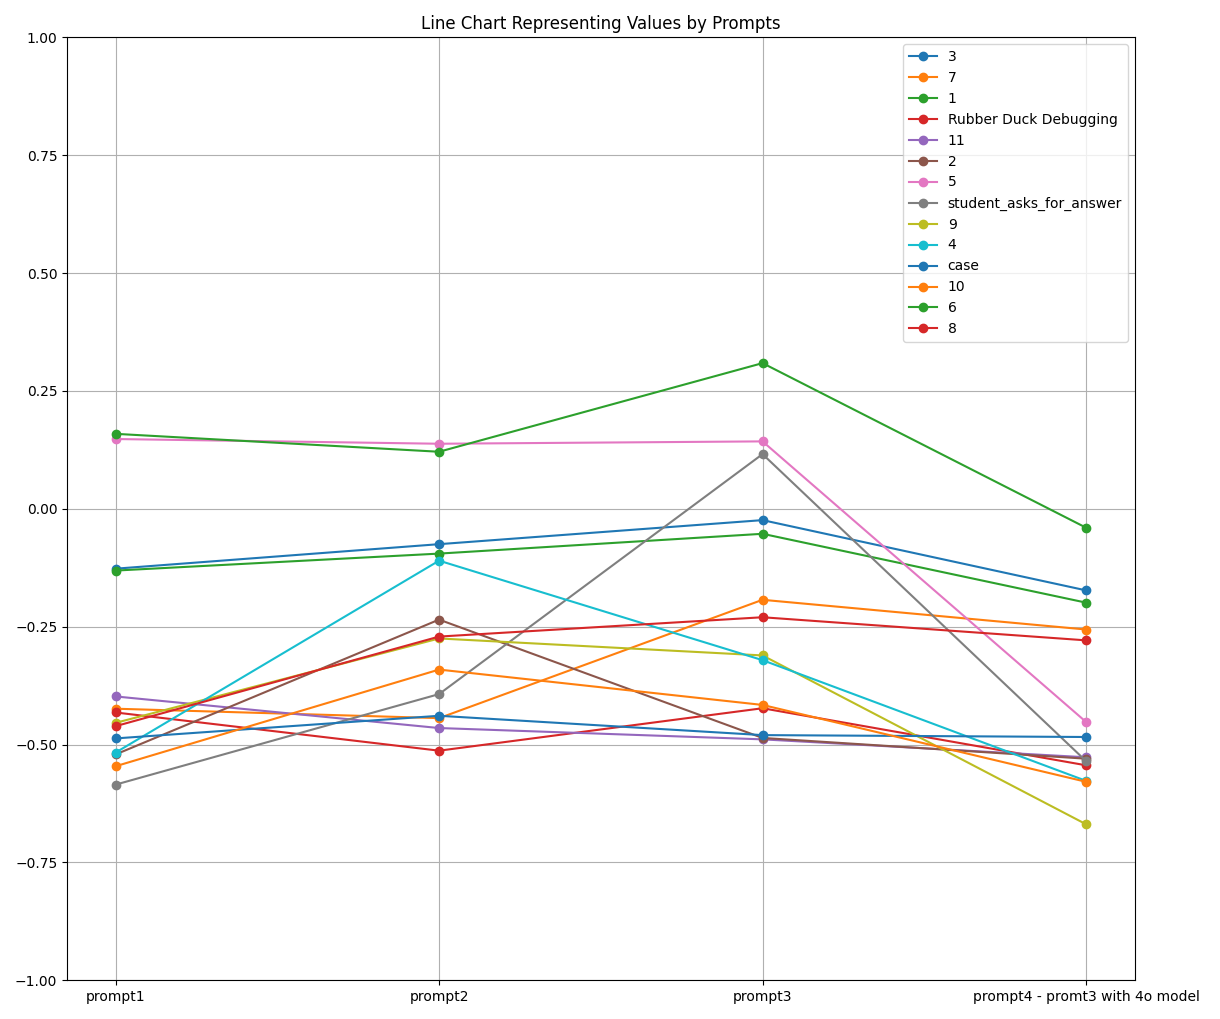 Line Chart Representing Values by Prompts
1.00
0.75
0.50
0.25
0.00
−0.25
−0.50
−0.75
−1.00
3
7
1
Rubber Duck Debugging
11
2
5
student_asks_for_answer
9
4
case
10
6
8
prompt1
prompt2
prompt3
prompt4 - promt3 with 4o model